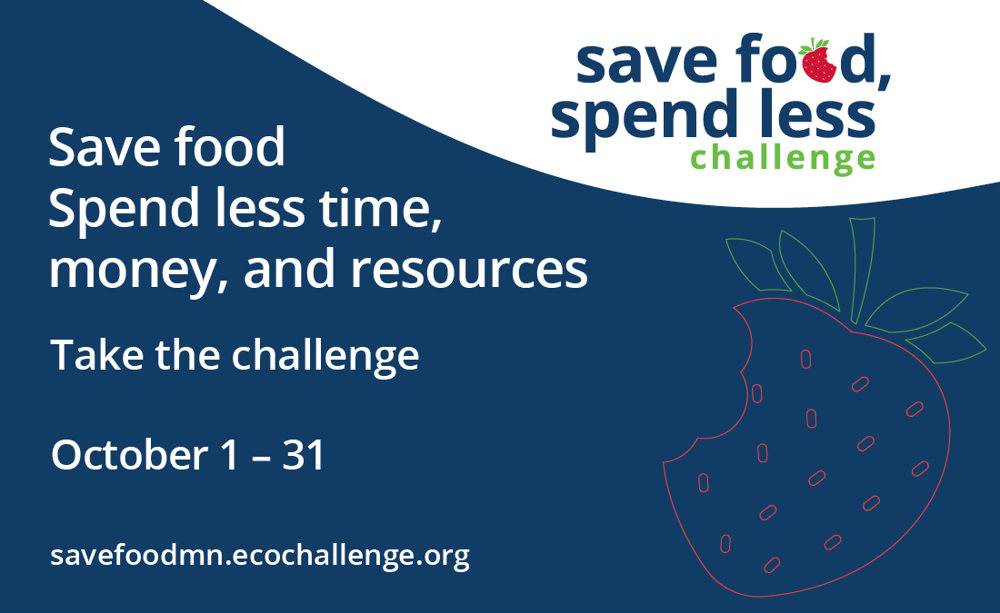 save food,
spend less
challenge
Save food
Spend less time,
money, and resources
Take the challenge
October 1 – 31
savefoodmn.ecochallenge.org